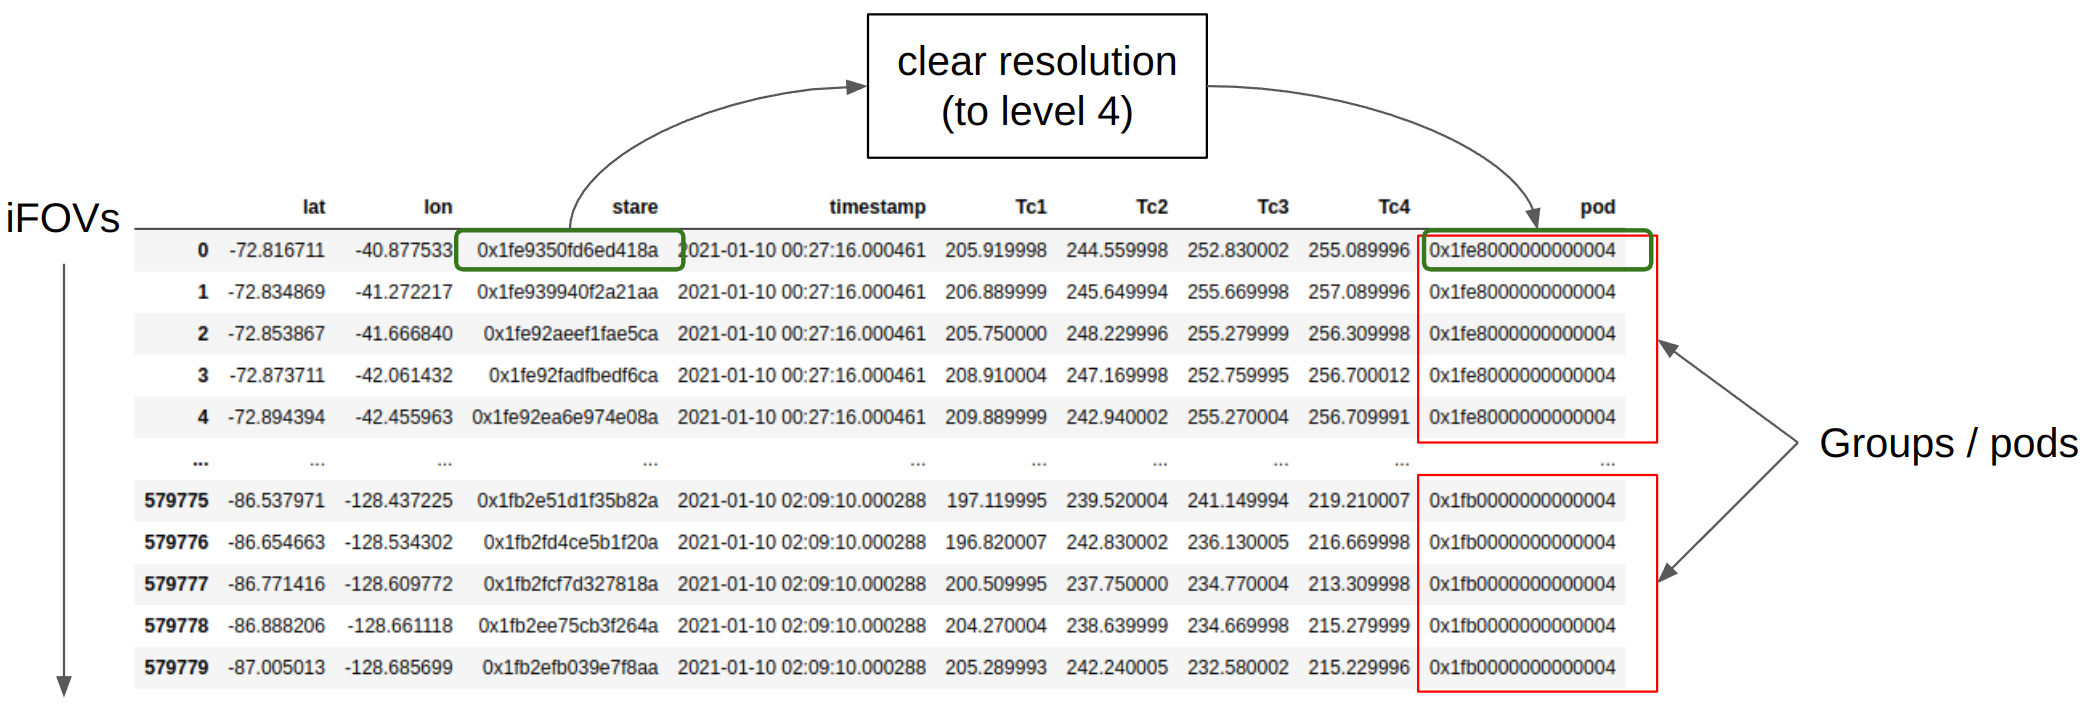 clear resolution
(to level 4)
iFOVs
lat lon stare timestamp Tc1 Tc2 Tc3 Tc4 pod
0 -72.816711 -40.877533 0x1fe9350fd6ed418a 2021-01-10 00:27:16.000461 205.919998 244.559998 252.830002 255.089996 0x1fe8000000000004
1 -72.834869 -41.272217 0x1fe939940f2a21aa 2021-01-10 00:27:16.000461 206.889999 245.649994 255.669998 257.089996 0x1fe8000000000004
2 -72.853867 -41.666840 0x1fe92aeef1fae5ca 2021-01-10 00:27:16.000461 205.750000 248.229996 255.279999 256.309998 0x1fe8000000000004
3 -72.873711 -42.061432 0x1fe92fadfbedf6ca 2021-01-10 00:27:16.000461 208.910004 247.169998 252.759995 256.700012 0x1fe8000000000004
4 -72.894394 -42.455963 0x1fe92ea6e974e08a 2021-01-10 00:27:16.000461 209.889999 242.940002 255.270004 256.709991 0x1fe8000000000004
... ... ... ... ... ... ... ... ... ...
Groups / pods
579775 -86.537971 -128.437225 0x1fb2e51d1f35b82a 2021-01-10 02:09:10.000288 197.119995 239.520004 241.149994 219.210007 0x1fb0000000000004
579776 -86.654663 -128.534302 0x1fb2fd4ce5b1f20a 2021-01-10 02:09:10.000288 196.820007 242.830002 236.130005 216.669998 0x1fb0000000000004
579777 -86.771416 -128.609772 0x1fb2fcf7d327818a 2021-01-10 02:09:10.000288 200.509995 237.750000 234.770004 213.309998 0x1fb0000000000004
579778 -86.888206 -128.661118 0x1fb2ee75cb3f264a 2021-01-10 02:09:10.000288 204.270004 238.639999 234.669998 215.279999 0x1fb0000000000004
579779 -87.005013 -128.685699 0x1fb2efb039e7f8aa 2021-01-10 02:09:10.000288 205.289993 242.240005 232.580002 215.229996 0x1fb0000000000004